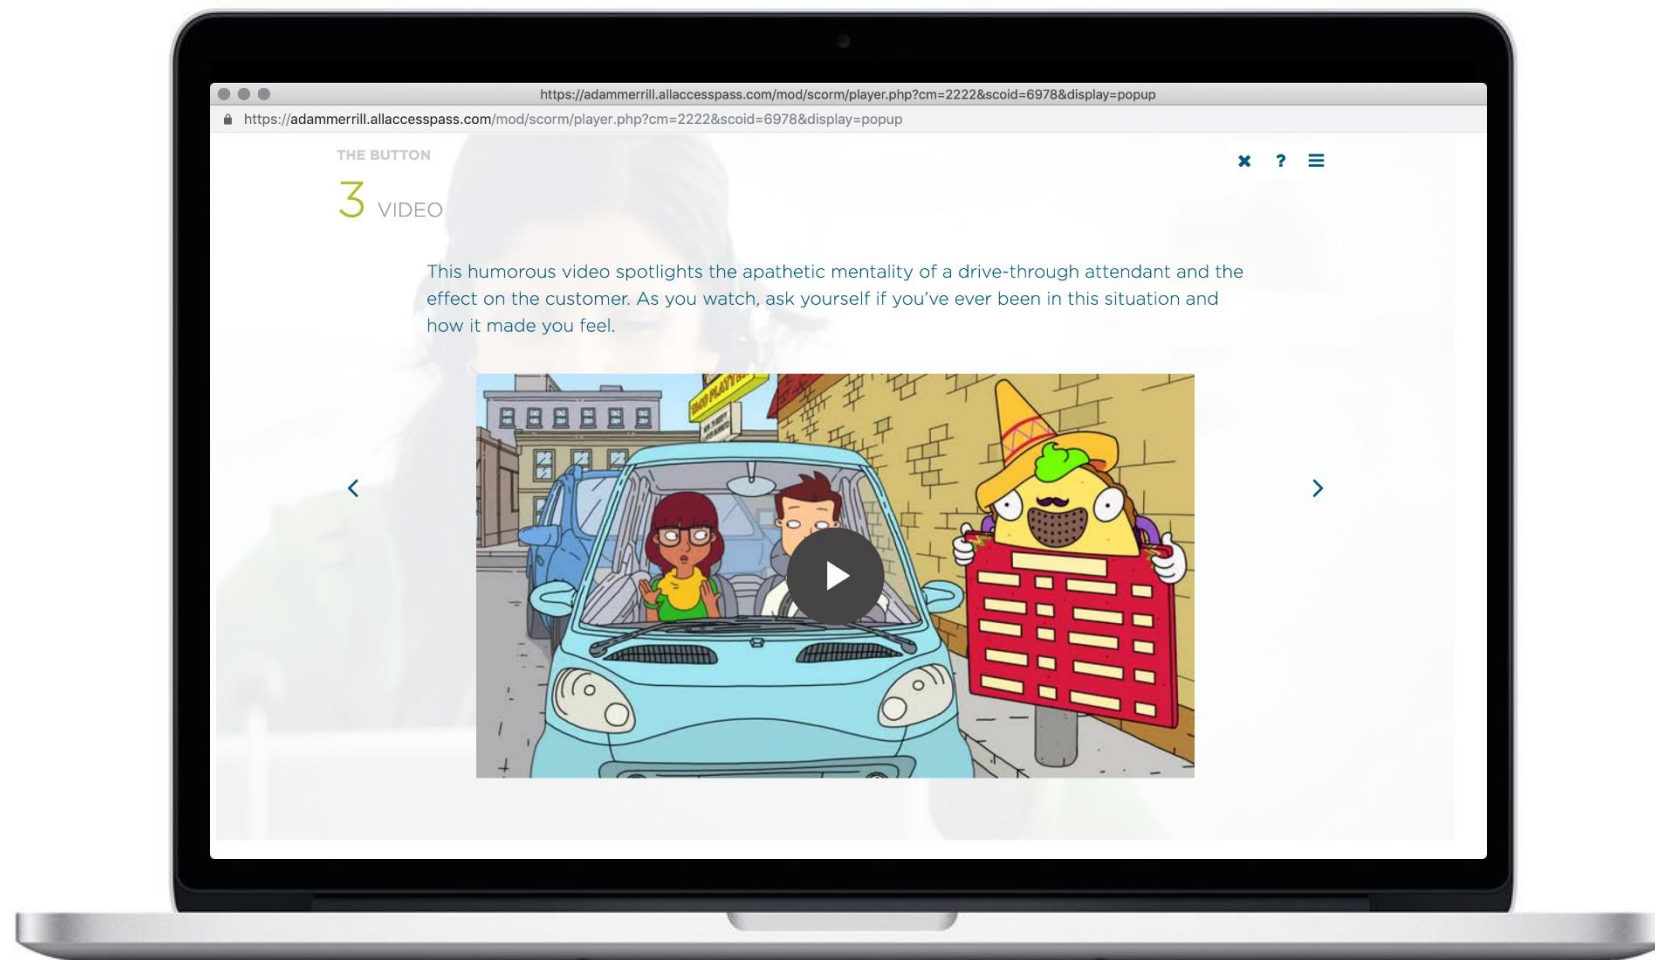 https://adammerrill.allaccesspass.com/mod/scorm/player.php?cm=2222&scoid=6978&display=popup
https://adammerrill.allaccesspass.com/mod/scorm/player.php?cm=2222&scoid=6978&display=popup
THE BUTTON
?
3 VIDEO
This humorous video spotlights the apathetic mentality of a drive-through attendant and the
effect on the customer. As you watch, ask yourself if you’ve ever been in this situation and
how it made you feel.